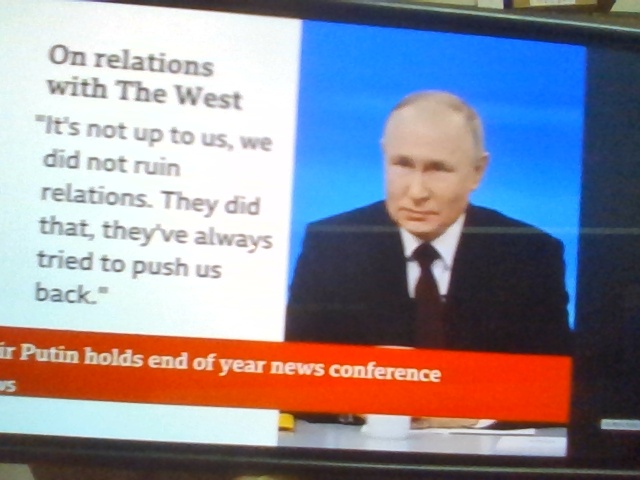 On relations
with The West
"It's not up to us, we
did not ruin
relations. They did
that, they've always
tried to push us
back."
ir Putin holds end of year news conference
ws